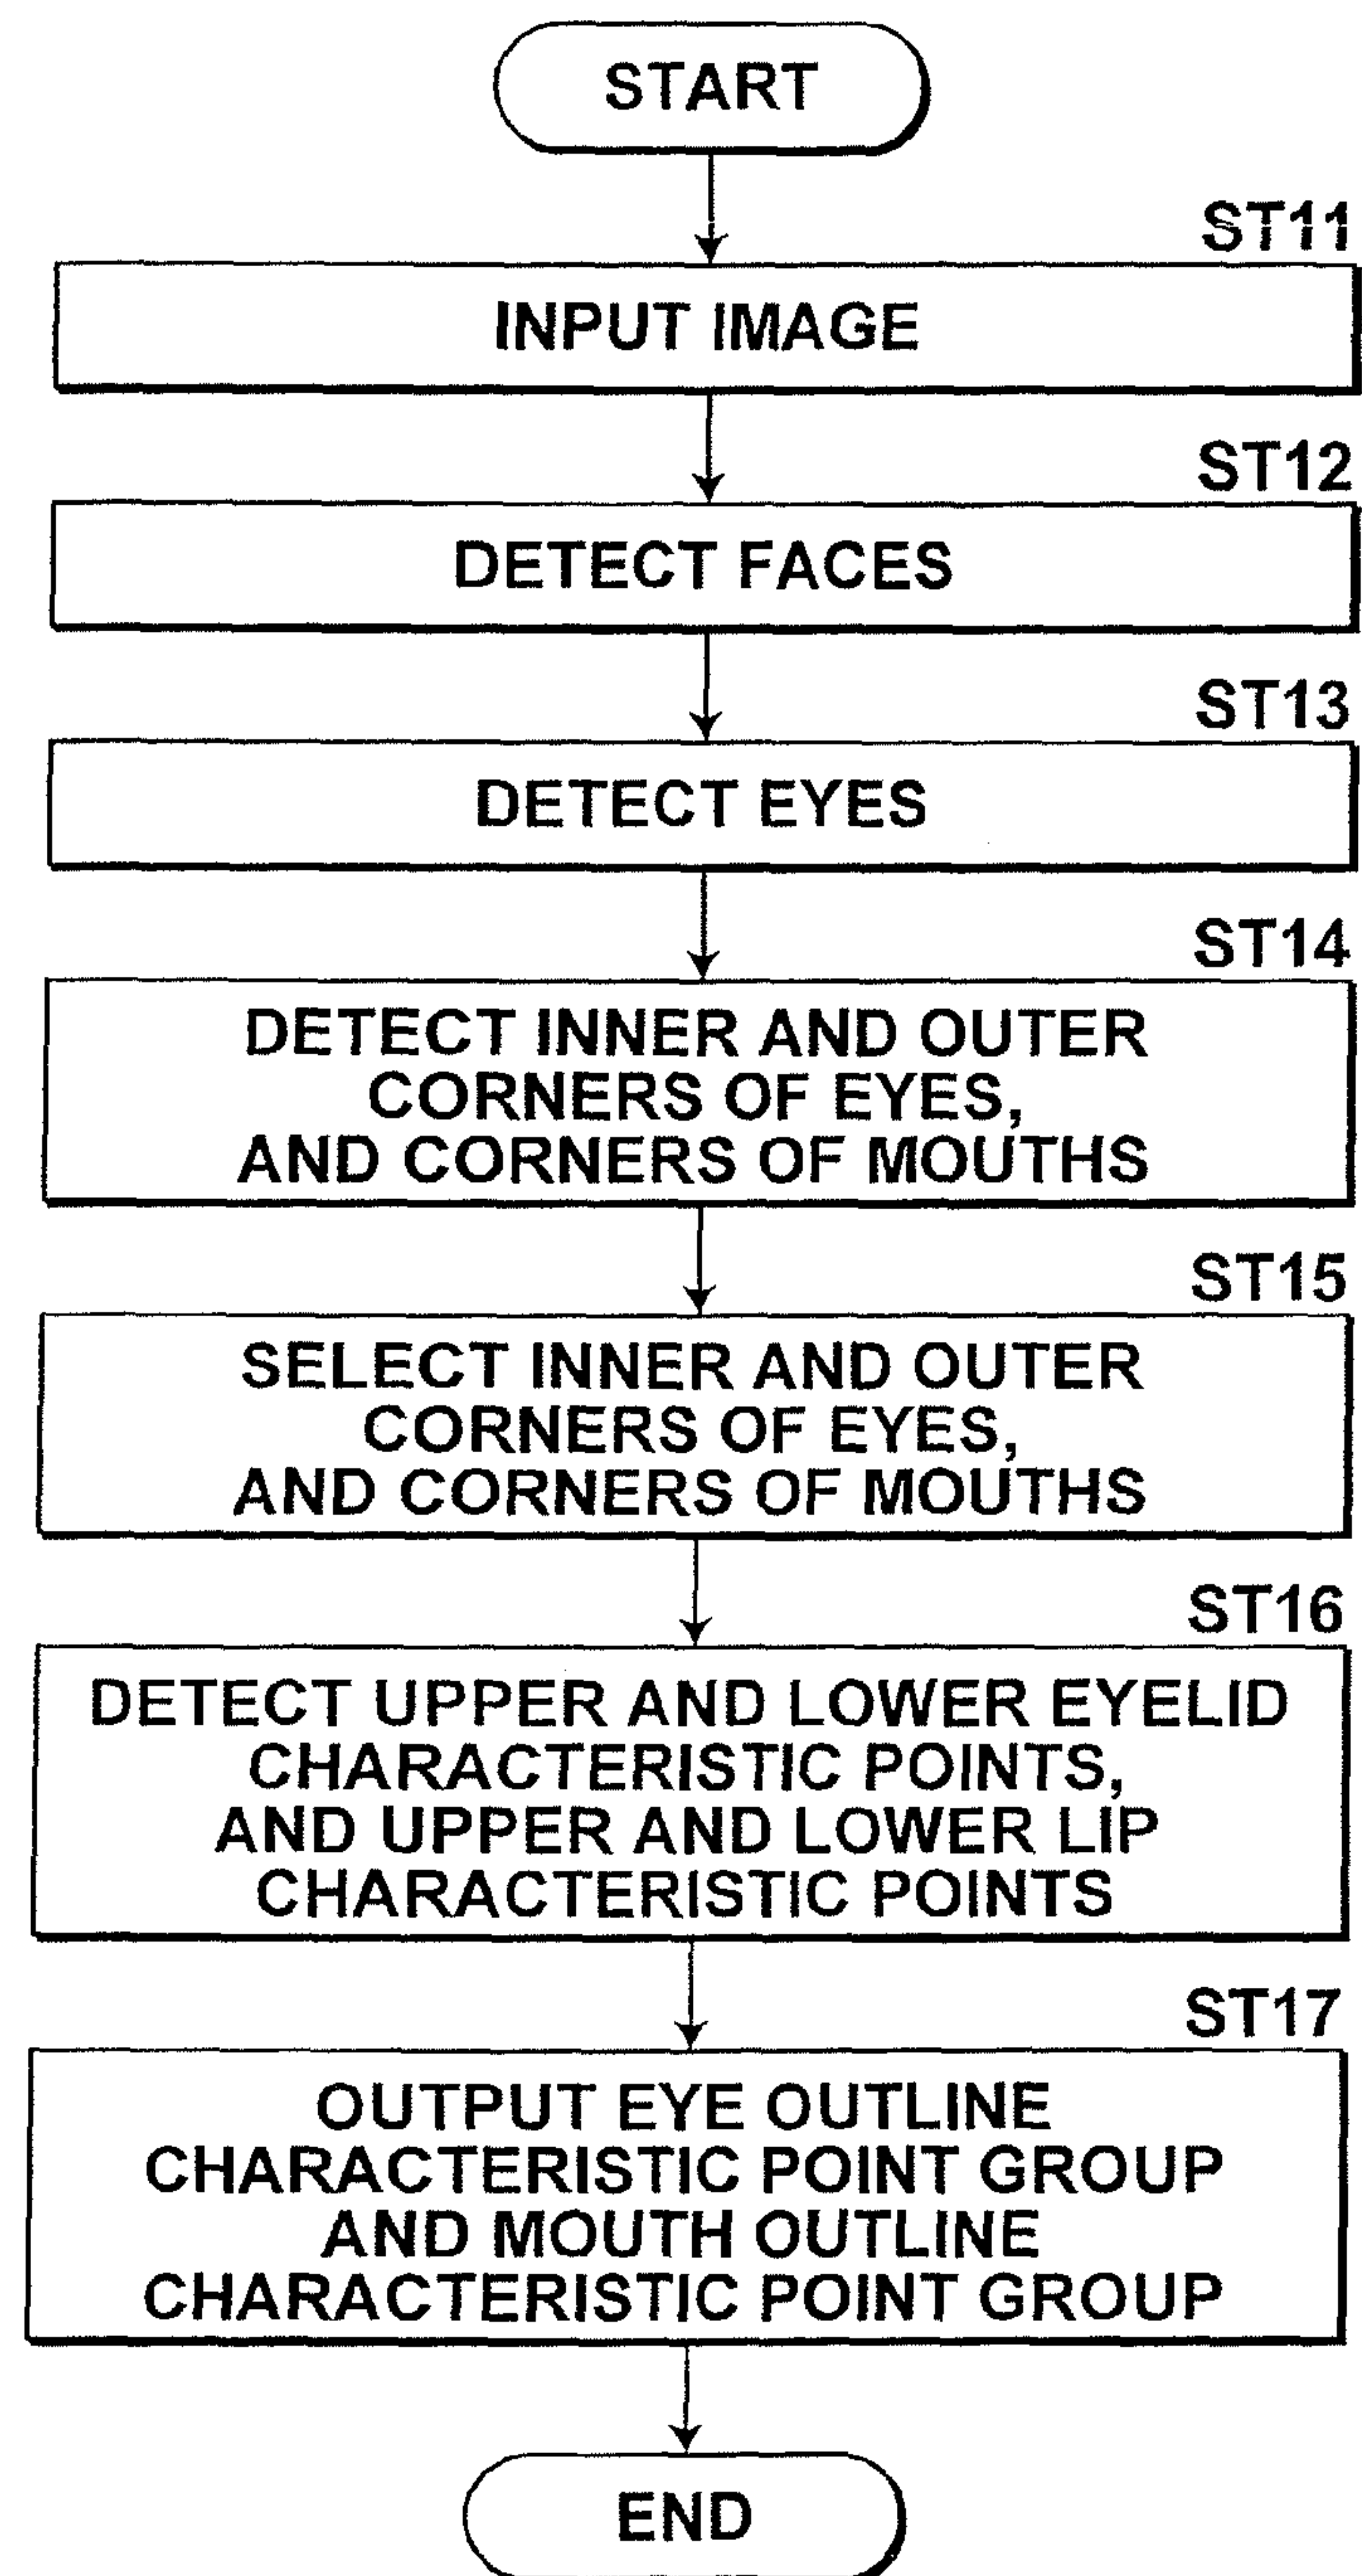 START
ST11
INPUT IMAGE
ST12
DETECT FACES
ST13
DETECT EYES
ST14
DETECT INNER AND OUTER
CORNERS OF EYES,
AND CORNERS OF MOUTHS
ST15
SELECT INNER AND OUTER
CORNERS OF EYES,
AND CORNERS OF MOUTHS
ST16
DETECT UPPER AND LOWER EYELID
CHARACTERISTIC POINTS,
AND UPPER AND LOWER LIP
CHARACTERISTIC POINTS
ST17
OUTPUT EYE OUTLINE
CHARACTERISTIC POINT GROUP
AND MOUTH OUTLINE
CHARACTERISTIC POINT GROUP
END